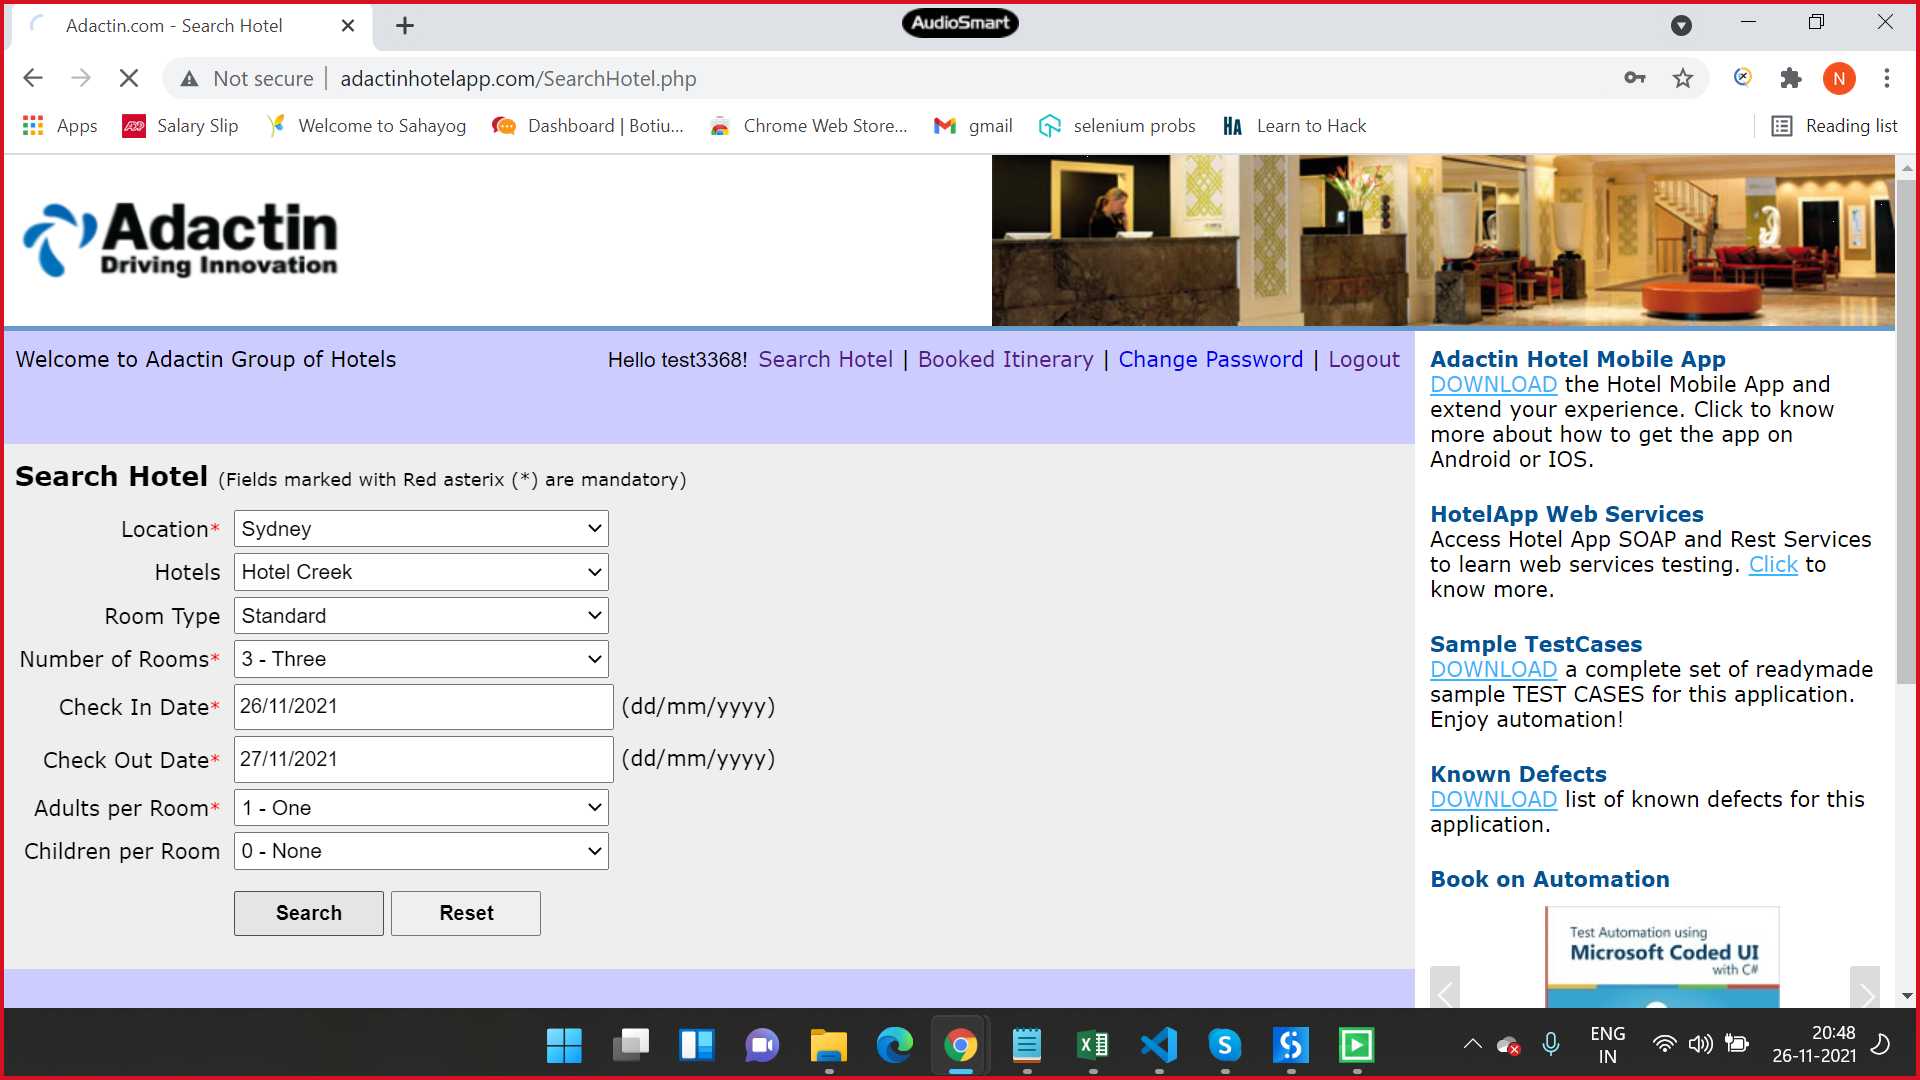 Adactin.com - Search Hotel
AudioSmart
Not secure
adactinhotelapp.com/SearchHotel.php
N
Apps
ADP
Salary Slip
Welcome to Sahayog
Dashboard | Botiu...
Chrome Web Store...
gmail
selenium probs
HA
Learn to Hack
Reading list
Adactin
Driving Innovation
Welcome to Adactin Group of Hotels
Hello test3368! Search Hotel | Booked Itinerary | Change Password | Logout
Search Hotel (Fields marked with Red asterix (*) are mandatory)
Location* Sydney
Hotels Hotel Creek
Room Type Standard
Number of Rooms* 3 - Three
Check In Date* 26/11/2021 (dd/mm/yyyy)
Check Out Date* 27/11/2021 (dd/mm/yyyy)
Adults per Room* 1 - One
Children per Room 0 - None
Search Reset
Adactin Hotel Mobile App
DOWNLOAD the Hotel Mobile App and
extend your experience. Click to know
more about how to get the app on
Android or IOS.
HotelApp Web Services
Access Hotel App SOAP and Rest Services
to learn web services testing. Click to
know more.
Sample TestCases
DOWNLOAD a complete set of readymade
sample TEST CASES for this application.
Enjoy automation!
Known Defects
DOWNLOAD list of known defects for this
application.
Book on Automation
Test Automation using
Microsoft Coded UI
with C#
ENG
IN
20:48
26-11-2021